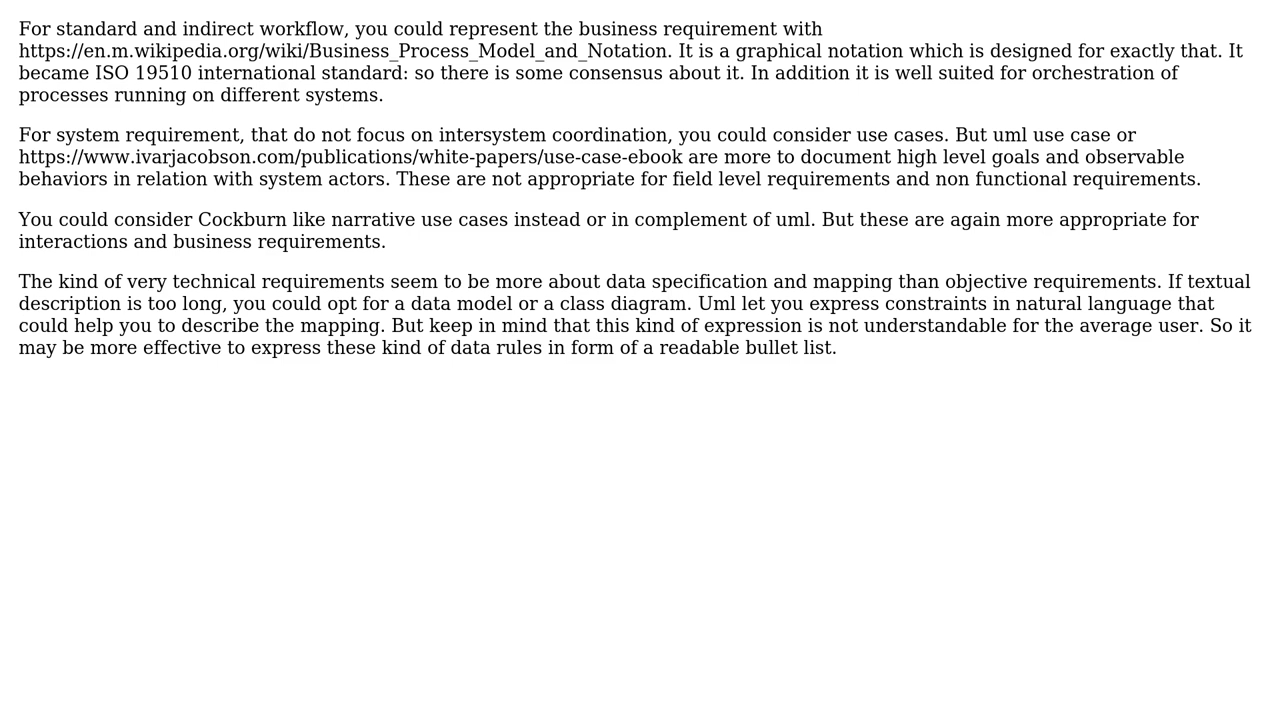 For standard and indirect workflow, you could represent the business requirement with
https://en.m.wikipedia.org/wiki/Business_Process_Model_and_Notation. It is a graphical notation which is designed for exactly that. It
became ISO 19510 international standard: so there is some consensus about it. In addition it is well suited for orchestration of
processes running on different systems.
For system requirement, that do not focus on intersystem coordination, you could consider use cases. But uml use case or
https://www.ivarjacobson.com/publications/white-papers/use-case-ebook are more to document high level goals and observable
behaviors in relation with system actors. These are not appropriate for field level requirements and non functional requirements.
You could consider Cockburn like narrative use cases instead or in complement of uml. But these are again more appropriate for
interactions and business requirements.
The kind of very technical requirements seem to be more about data specification and mapping than objective requirements. If textual
description is too long, you could opt for a data model or a class diagram. Uml let you express constraints in natural language that
could help you to describe the mapping. But keep in mind that this kind of expression is not understandable for the average user. So it
may be more effective to express these kind of data rules in form of a readable bullet list.